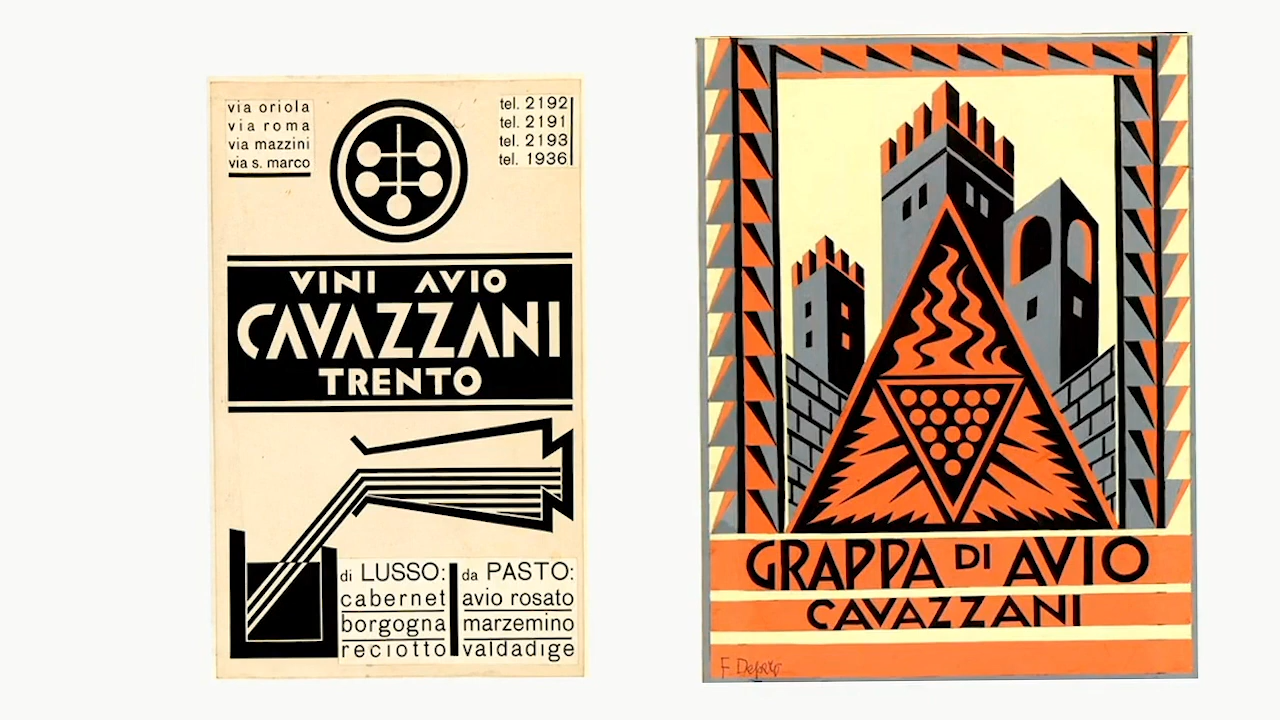 via oriola
via roma
via mazzini
via s. marco
tel. 2192
tel. 2191
tel. 2193
tel. 1936
VINI AVIO
CAVAZZANI
TRENTO
di LUSSO:
cabernet
borgogna
reciotto
da PASTO:
avio rosato
marzemino
valdadige
GRAPPA DI AVIO
CAVAZZANI
F. Depero